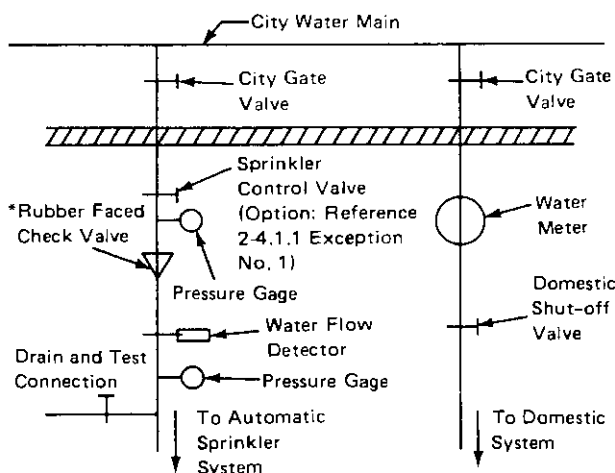 City Water Main
City Gate
Valve
City Gate
Valve
Sprinkler
Control Valve
(Option: Reference
2-4.1.1 Exception
No. 1)
*Rubber Faced
Check Valve
Water
Meter
Pressure Gage
Domestic
Shut-off
Valve
Water Flow
Detector
Drain and Test
Connection
Pressure Gage
To Automatic
Sprinkler
System
To Domestic
System